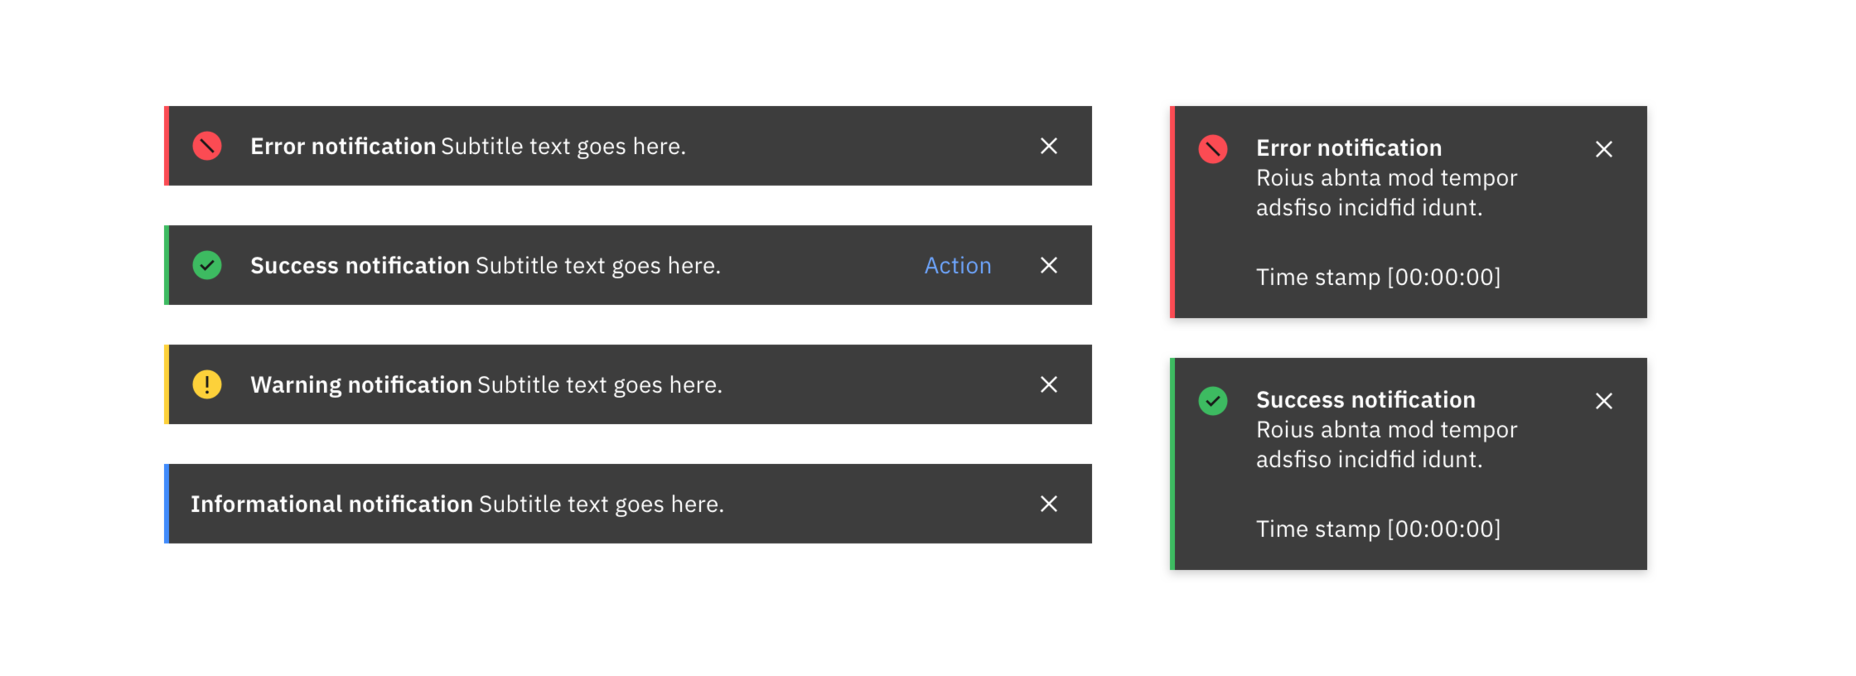 Error notification Subtitle text goes here.
Success notification Subtitle text goes here. Action
Warning notification Subtitle text goes here.
Informational notification Subtitle text goes here.
Error notification
Roius abnta mod tempor
adsfiso incidfid idunt.
Time stamp [00:00:00]
Success notification
Roius abnta mod tempor
adsfiso incidfid idunt.
Time stamp [00:00:00]